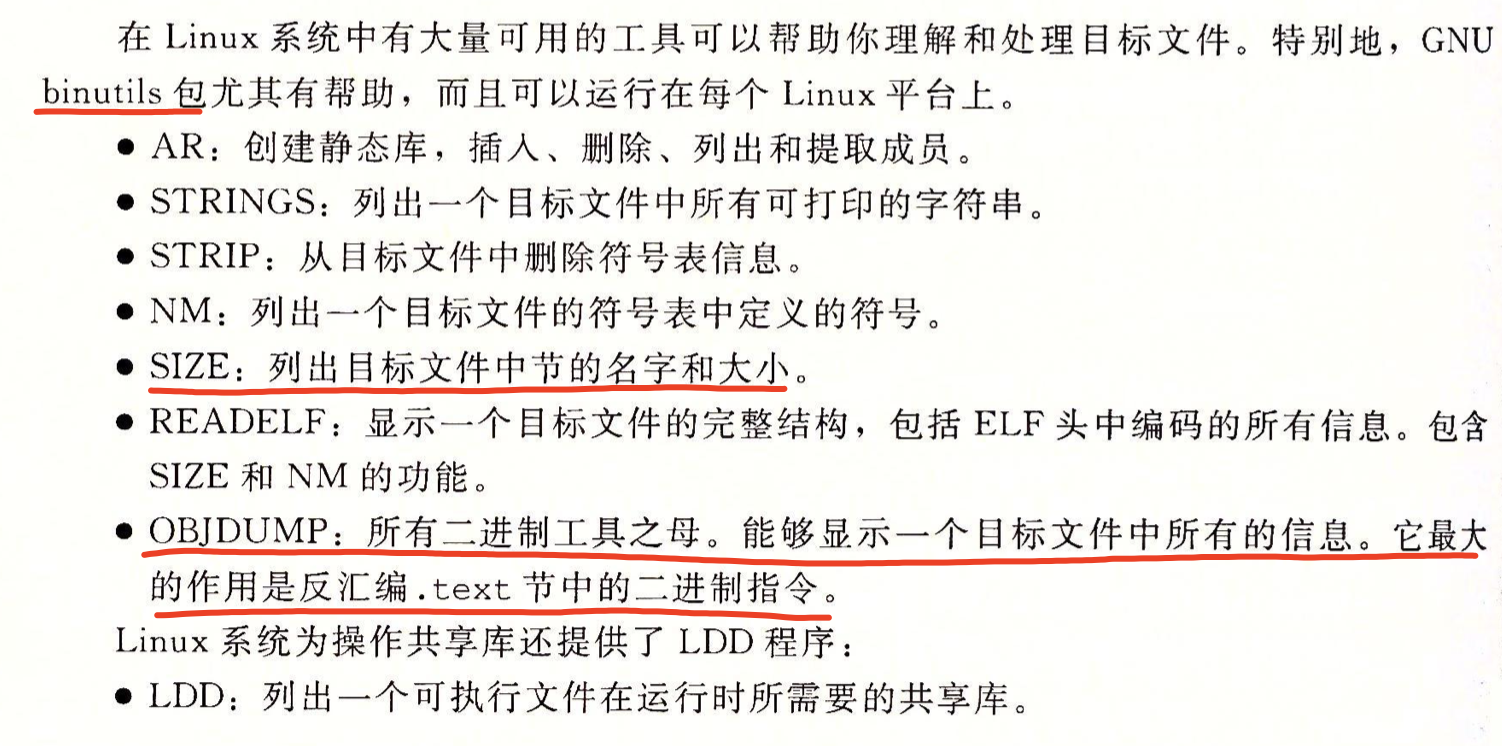 在 Linux 系统中有大量可用的工具可以帮助你理解和处理目标文件。特别地，GNU
binutils 包尤其有帮助，而且可以运行在每个 Linux 平台上。
● AR：创建静态库，插入、删除、列出和提取成员。
● STRINGS：列出一个目标文件中所有可打印的字符串。
● STRIP：从目标文件中删除符号表信息。
● NM：列出一个目标文件的符号表中定义的符号。
● SIZE：列出目标文件中节的名字和大小。
● READELF：显示一个目标文件的完整结构，包括 ELF 头中编码的所有信息。包含
SIZE 和 NM 的功能。
● OBJDUMP：所有二进制工具之母。能够显示一个目标文件中所有的信息。它最大
的作用是反汇编.text 节中的二进制指令。
Linux 系统为操作共享库还提供了 LDD 程序：
● LDD：列出一个可执行文件在运行时所需要的共享库。